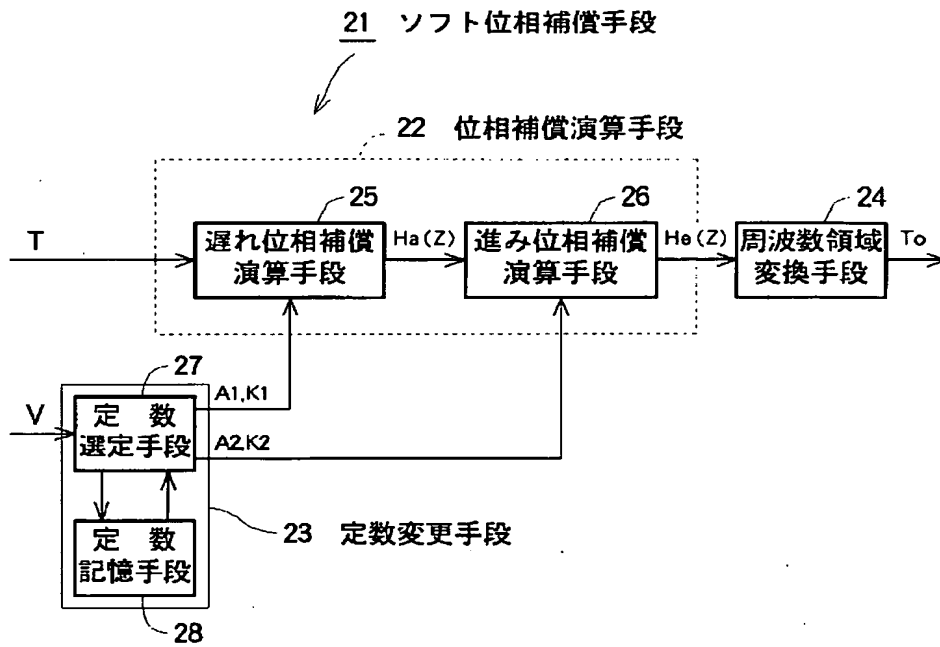 21 ソフト位相補償手段
22 位相補償演算手段
25
26
24
T
遅れ位相補償
演算手段
Ha(Z)
進み位相補償
演算手段
He(Z)
周波数領域
変換手段
To
27
V
定 数
選定手段
A1,K1
A2,K2
定 数
記憶手段
23 定数変更手段
28